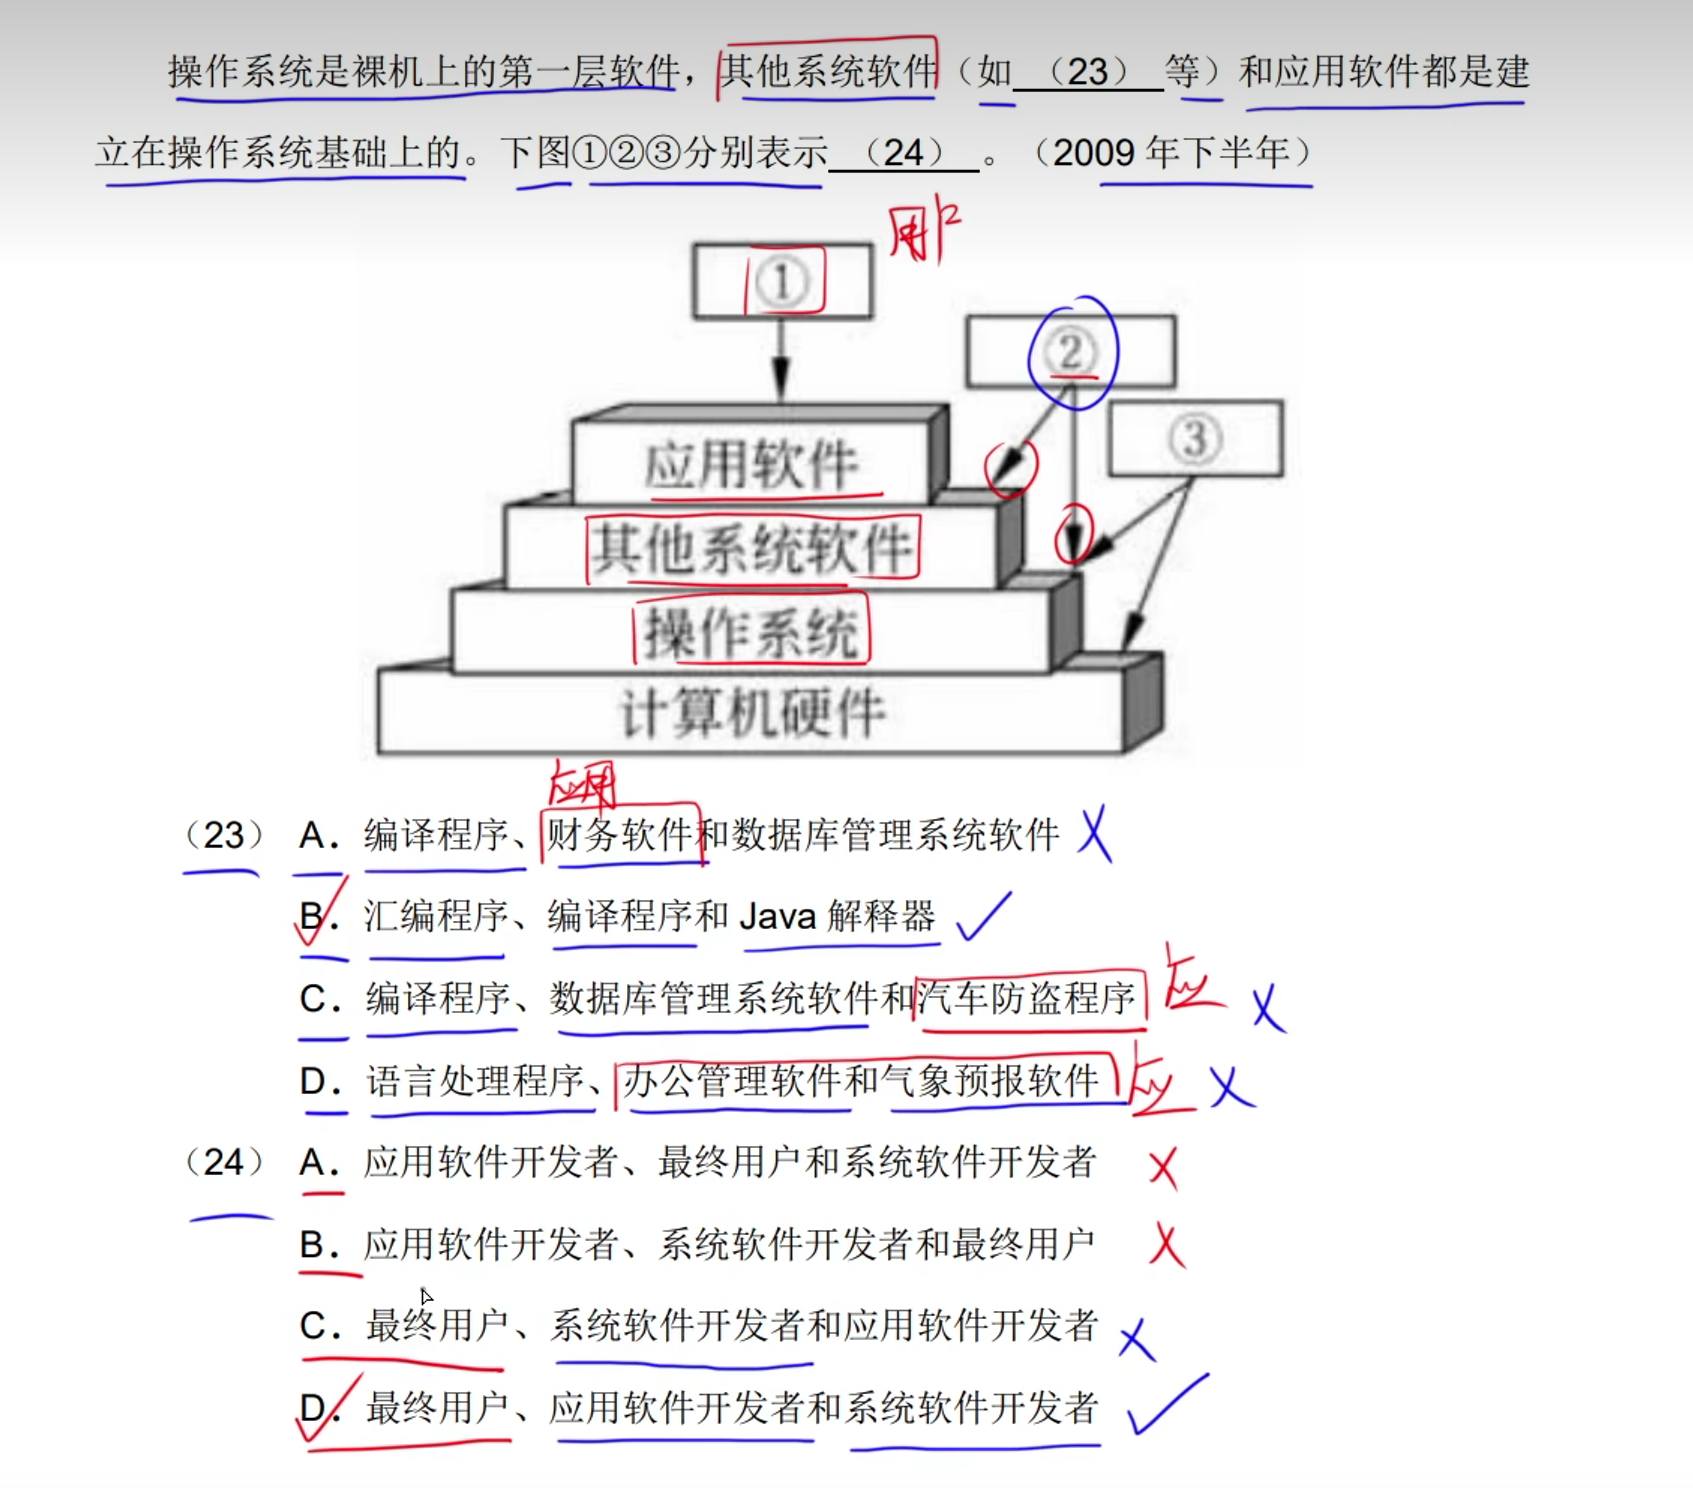 操作系统是裸机上的第一层软件，其他系统软件（如 （23） 等）和应用软件都是建
立在操作系统基础上的。下图①②③分别表示 （24） 。（2009 年下半年）
用户
①
②
③
应用软件
其他系统软件
操作系统
计算机硬件
应用
（23） A．编译程序、财务软件和数据库管理系统软件
B．汇编程序、编译程序和 Java 解释器
C．编译程序、数据库管理系统软件和汽车防盗程序 应
D．语言处理程序、办公管理软件和气象预报软件 应
（24） A．应用软件开发者、最终用户和系统软件开发者
B．应用软件开发者、系统软件开发者和最终用户
C．最终用户、系统软件开发者和应用软件开发者
D．最终用户、应用软件开发者和系统软件开发者